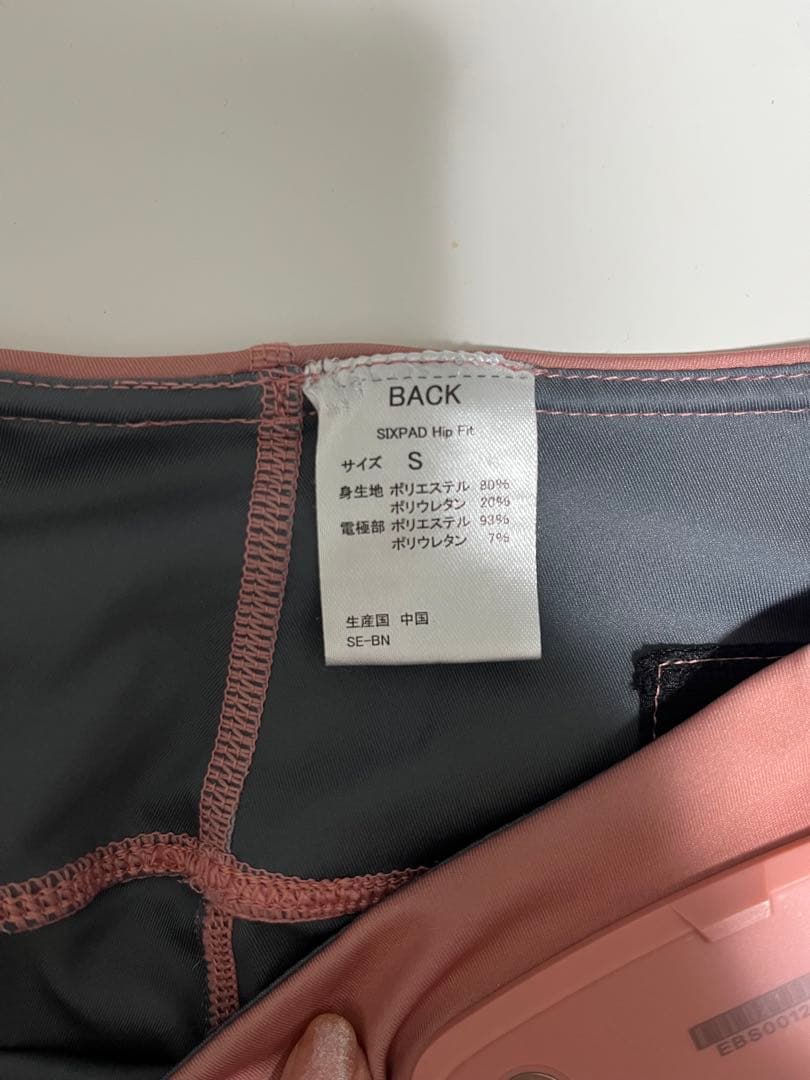 BACK
SIXPAD Hip Fit
サイズ S
身生地 ポリエステル 80%
ポリウレタン 20%
電極部 ポリエステル 93%
ポリウレタン 7%
生産国 中国
SE-BN
EBS0012